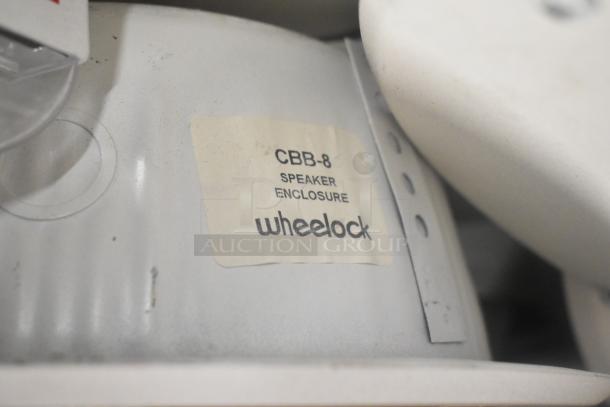 CBB-8
SPEAKER
ENCLOSURE
wheelock
AUCTION GROUP